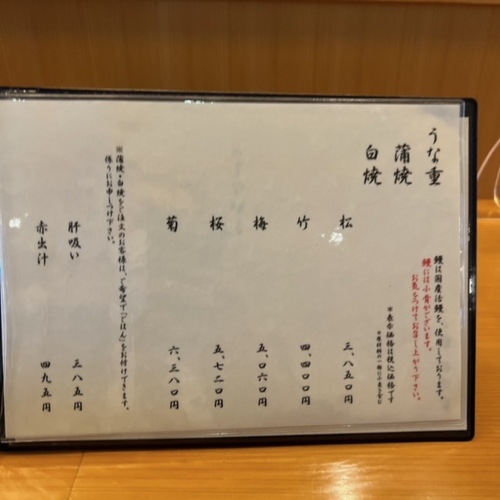 うな重
蒲焼
白焼
鰻は国産活鰻を、使用しております。
鰻には小骨がございます。
お気をつけてお召し上がり下さい。
※表示価格は税込価格です
松 三、八五〇円
竹 四、四〇〇円
梅 五、〇六〇円
桜 五、七二〇円
菊 六、三八〇円
※蒲焼・白焼をご注文のお客様は、ご希望で「ごはん」をお付けできます。
係りにお申しつけ下さい。
肝吸い 三八五円
赤出汁 四九五円